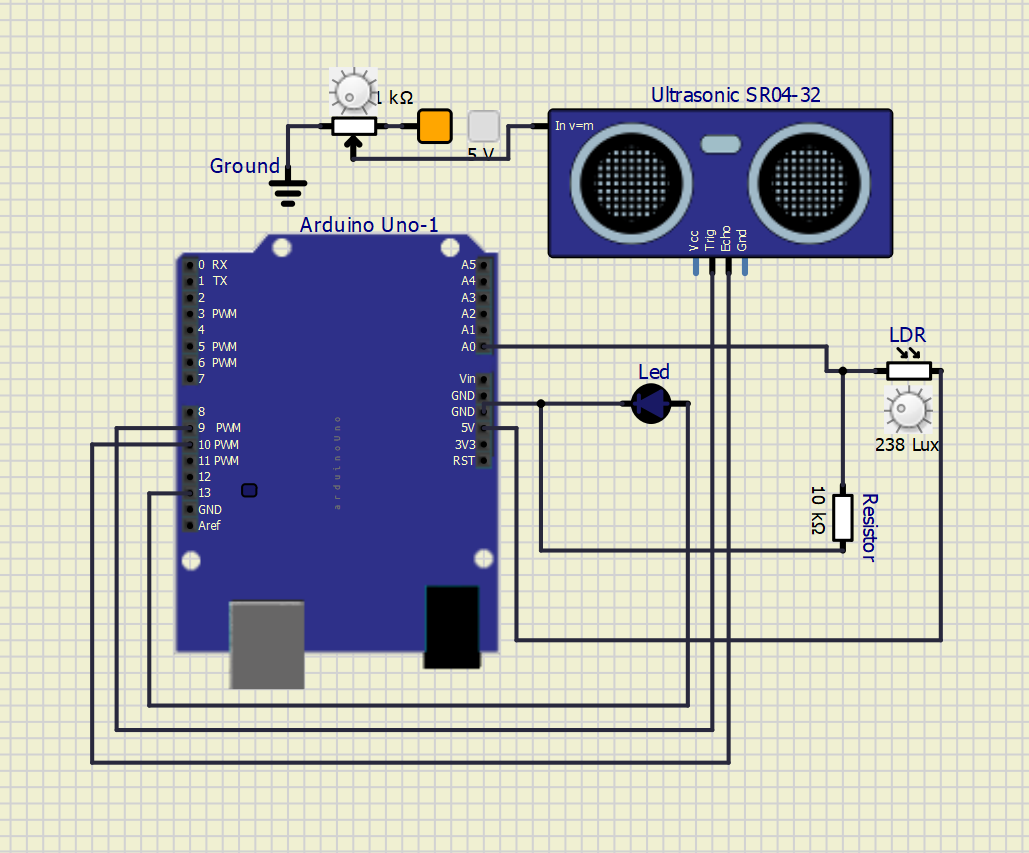 1 kΩ
Ultrasonic SR04-32
In v=m
5 V
Ground
Vcc
Trig
Echo
Gnd
Arduino Uno-1
0 RX
1 TX
2
3 PWM
4
5 PWM
6 PWM
7
8
9 PWM
10 PWM
11 PWM
12
13
GND
Aref
A5
A4
A3
A2
A1
A0
Vin
GND
GND
5V
3V3
RST
arduinoUno
Led
LDR
238 Lux
10 kΩ
Resistor